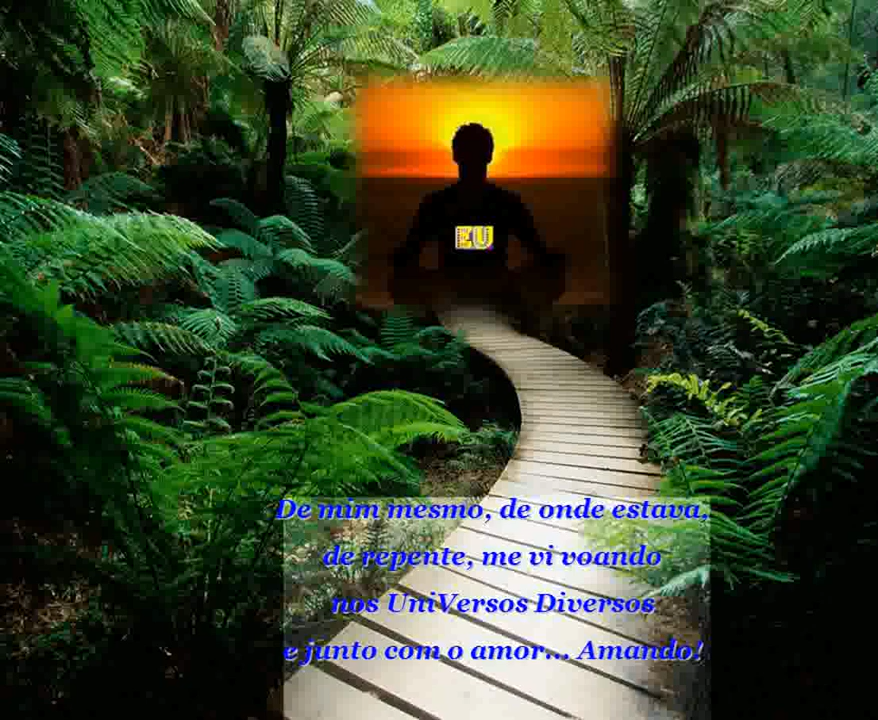 EU
De mim mesmo, de onde estava,
de repente, me vi voando
nos UniVersos Diversos
e junto com o amor... Amando!